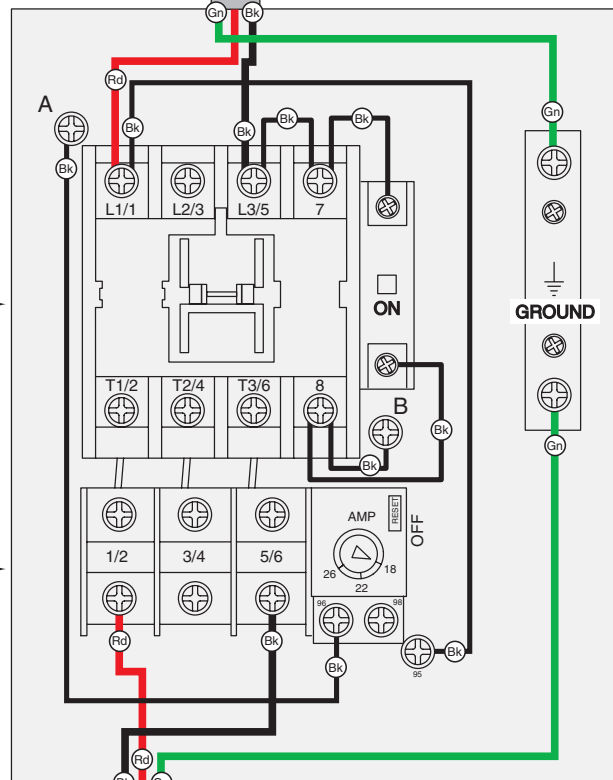 Gn Bk
Rd
A
Bk Bk Bk Bk Gn
Bk
L1/1 L2/3 L3/5 7
ON
GROUND
T1/2 T2/4 T3/6 8
B
Bk
Gn
Bk
AMP RESET OFF
1/2 3/4 5/6
26 18
22
96 98
Rd Bk Bk Bk
95
Rd